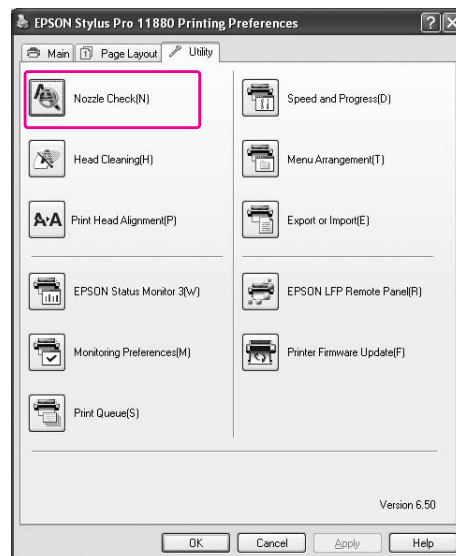 EPSON Stylus Pro 11880 Printing Preferences
Main Page Layout Utility
Nozzle Check(N)
Speed and Progress(D)
Head Cleaning(H)
Menu Arrangement(T)
A A Print Head Alignment(P)
Export or Import(E)
EPSON Status Monitor 3(W)
EPSON LFP Remote Panel(R)
Monitoring Preferences(M)
Printer Firmware Update(F)
Print Queue(S)
Version 6.50
OK Cancel Apply Help